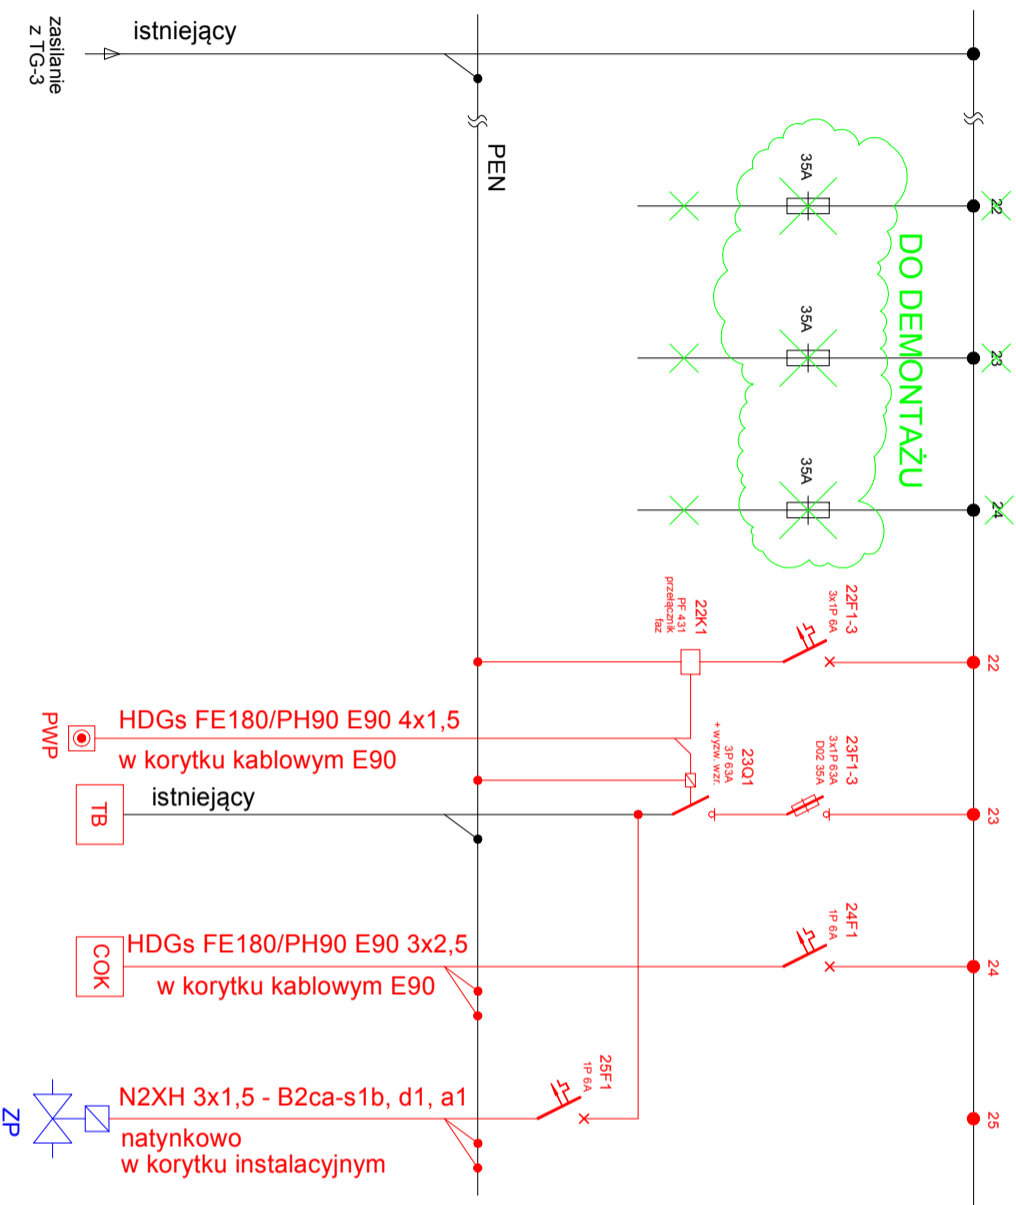 zasilanie
z TG-3
istniejący
PEN
22
35A
23
35A
24
35A
DO DEMONTAŻU
22
22F1-3
3x1P 6A
22K1
PF 431
przełącznik
faz
HDGs FE180/PH90 E90 4x1,5
w korytku kablowym E90
PWP
23
23F1-3
3x1P 63A
D02 35A
23Q1
3P 63A
+ wyzw. wzr.
istniejący
TB
24
24F1
1P 6A
HDGs FE180/PH90 E90 3x2,5
w korytku kablowym E90
COK
25
25F1
1P 6A
N2XH 3x1,5 - B2ca-s1b, d1, a1
natynkowo
w korytku instalacyjnym
ZP